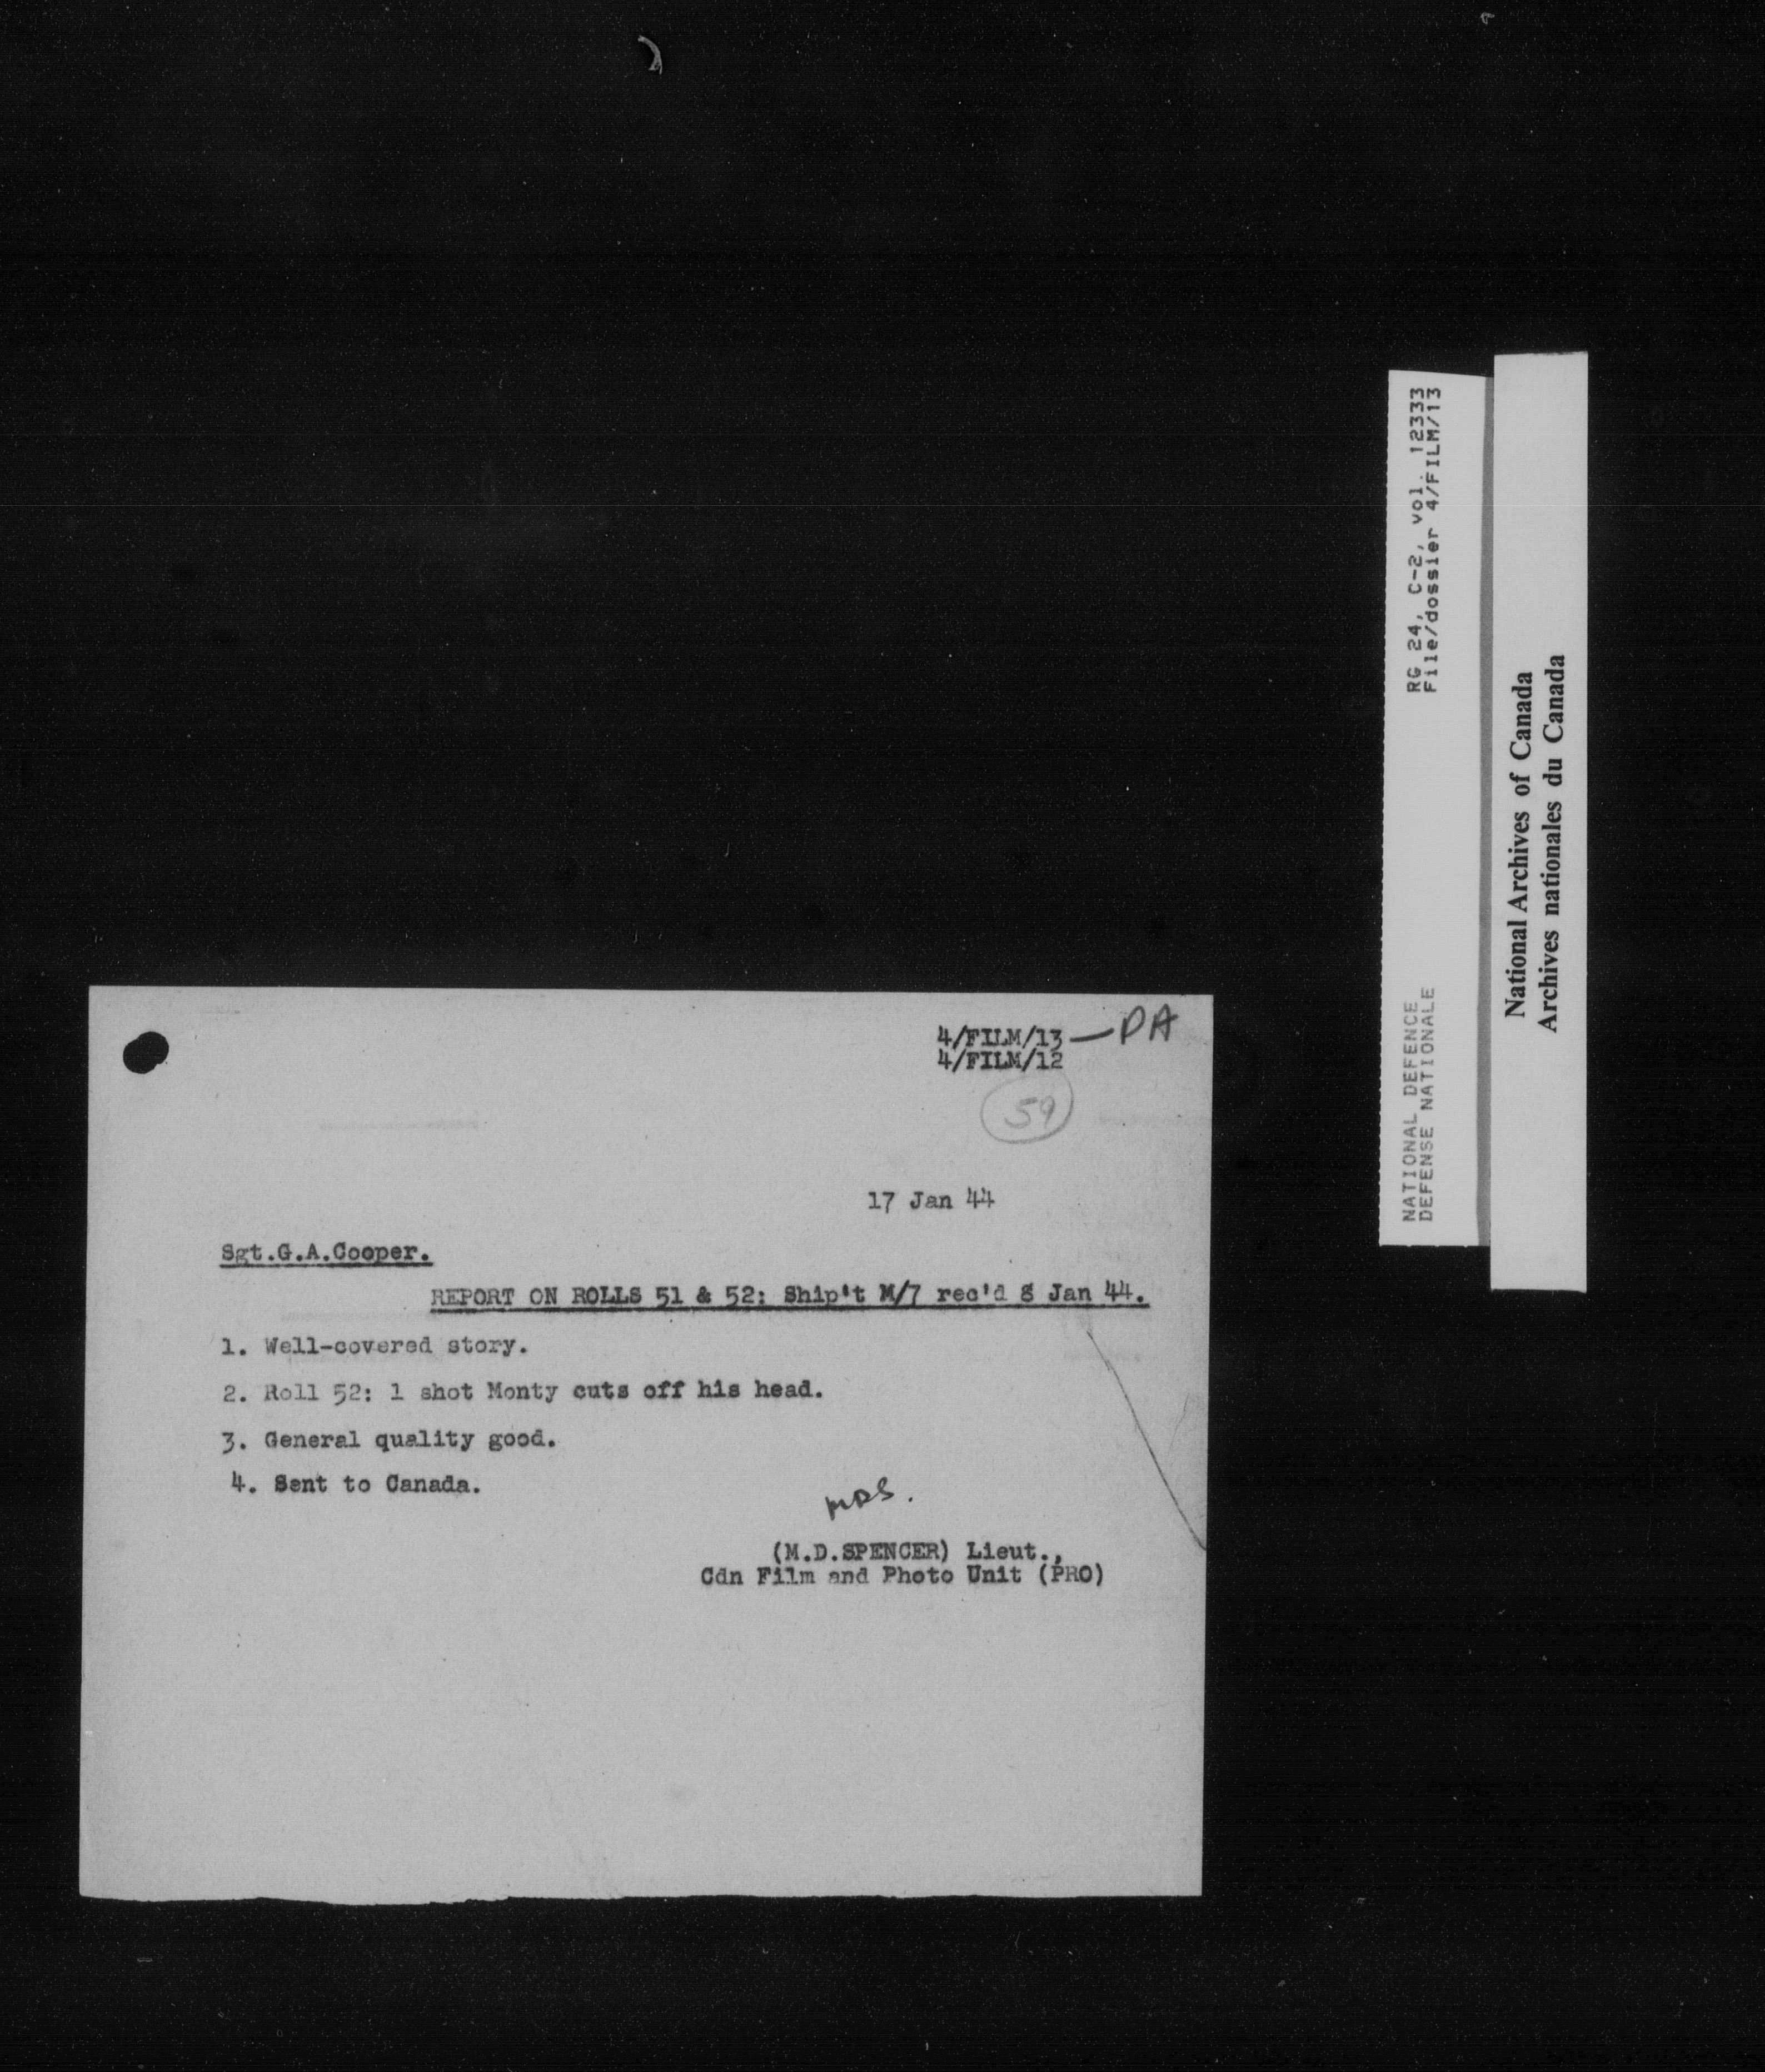 4/FILM/13 — PA
4/FILM/12
59
17 Jan 44
Sgt.G.A.Cooper.
REPORT ON ROLLS 51 & 52: Ship't M/7 rec'd 8 Jan 44.
1. Well-covered story.
2. Roll 52: 1 shot Monty cuts off his head.
3. General quality good.
4. Sent to Canada.
MDS.
(M.D.SPENCER) Lieut.,
Cdn Film and Photo Unit (PRO)
NATIONAL DEFENCE RG 24, C-2, vol. 12333
DEFENSE NATIONALE File/dossier 4/FILM/13
National Archives of Canada
Archives nationales du Canada